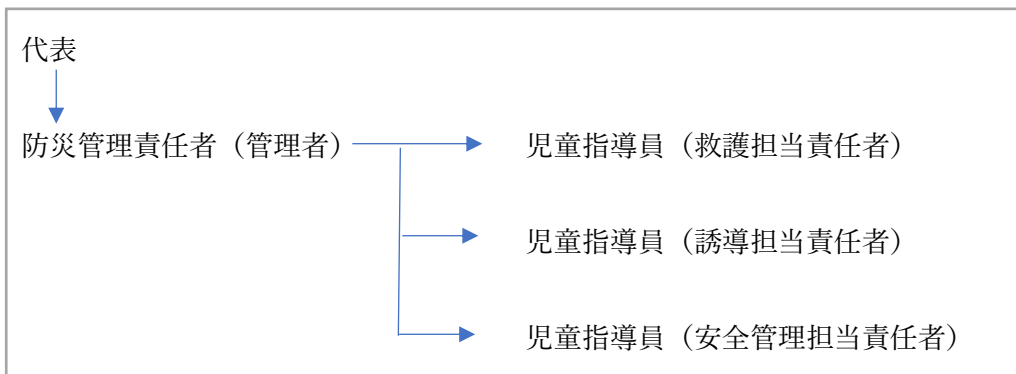 代表
防災管理責任者（管理者）
児童指導員（救護担当責任者）
児童指導員（誘導担当責任者）
児童指導員（安全管理担当責任者）